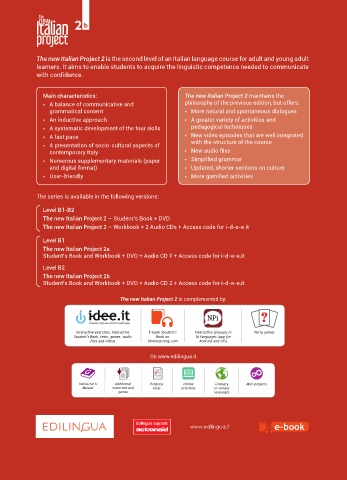 The
new
italian
project
2b
The new Italian Project 2 is the second level of an Italian language course for adult and young adult
learners. It aims to enable students to acquire the linguistic competence needed to communicate
with confidence.
Main characteristics:
• A balance of communicative and
grammatical content
• An inductive approach
• A systematic development of the four skills
• A fast pace
• A presentation of socio-cultural aspects of
contemporary Italy
• Numerous supplementary materials (paper
and digital format)
• User-friendly
The new Italian Project 2 maintains the
philosophy of the previous edition, but offers:
• More natural and spontaneous dialogues
• A greater variety of activities and
pedagogical techniques
• New video episodes that are well integrated
with the structure of the course
• New audio files
• Simplified grammar
• Updated, shorter sections on culture
• More gamified activities
The series is available in the following versions:
Level B1-B2
The new Italian Project 2 – Student's Book + DVD
The new Italian Project 2 – Workbook + 2 Audio CDs + Access code for i-d-e-e.it
Level B1
The new Italian Project 2a
Student's Book and Workbook + DVD + Audio CD 1 + Access code for i-d-e-e.it
Level B2
The new Italian Project 2b
Student's Book and Workbook + DVD + Audio CD 2 + Access code for i-d-e-e.it
The new Italian Project 2 is complemented by:
idee.it
Interactive exercises, interactive
Student's Book, tests, games, audio
files and videos
E-book Student's
Book on
blinklearning.com
NPi
Interactive glossary in
14 languages (app for
Android and iOS)
?
Party games
On www.edilingua.it
Instructor's
Manual
Additional
materials and
games
Progress
tests
Online
activities
Glossary
in various
languages
Mini projects
EDILINGUA
Edilingua supports
actionaid
www.edilingua.it
e-book